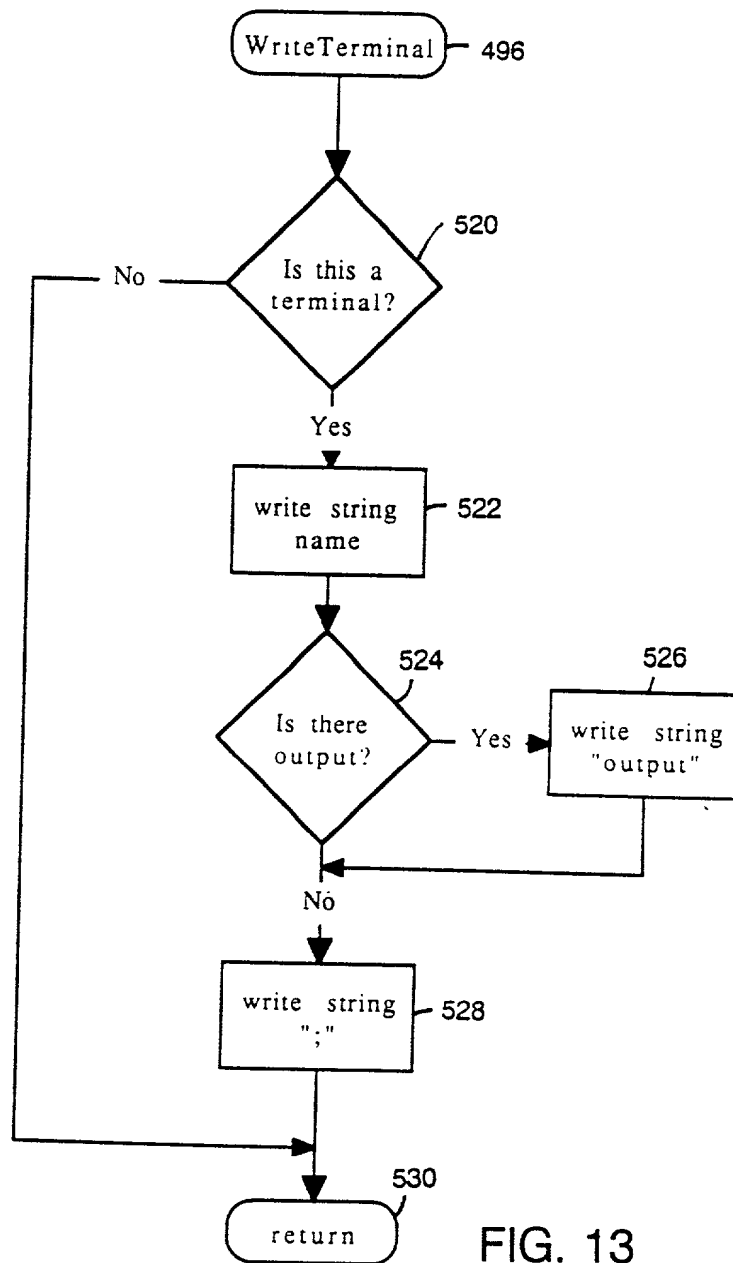 WriteTerminal
496
520
Is this a
terminal?
No
Yes
write string
name
522
524
Is there
output?
Yes
526
write string
"output"
No
write string
";"
528
530
return
FIG. 13